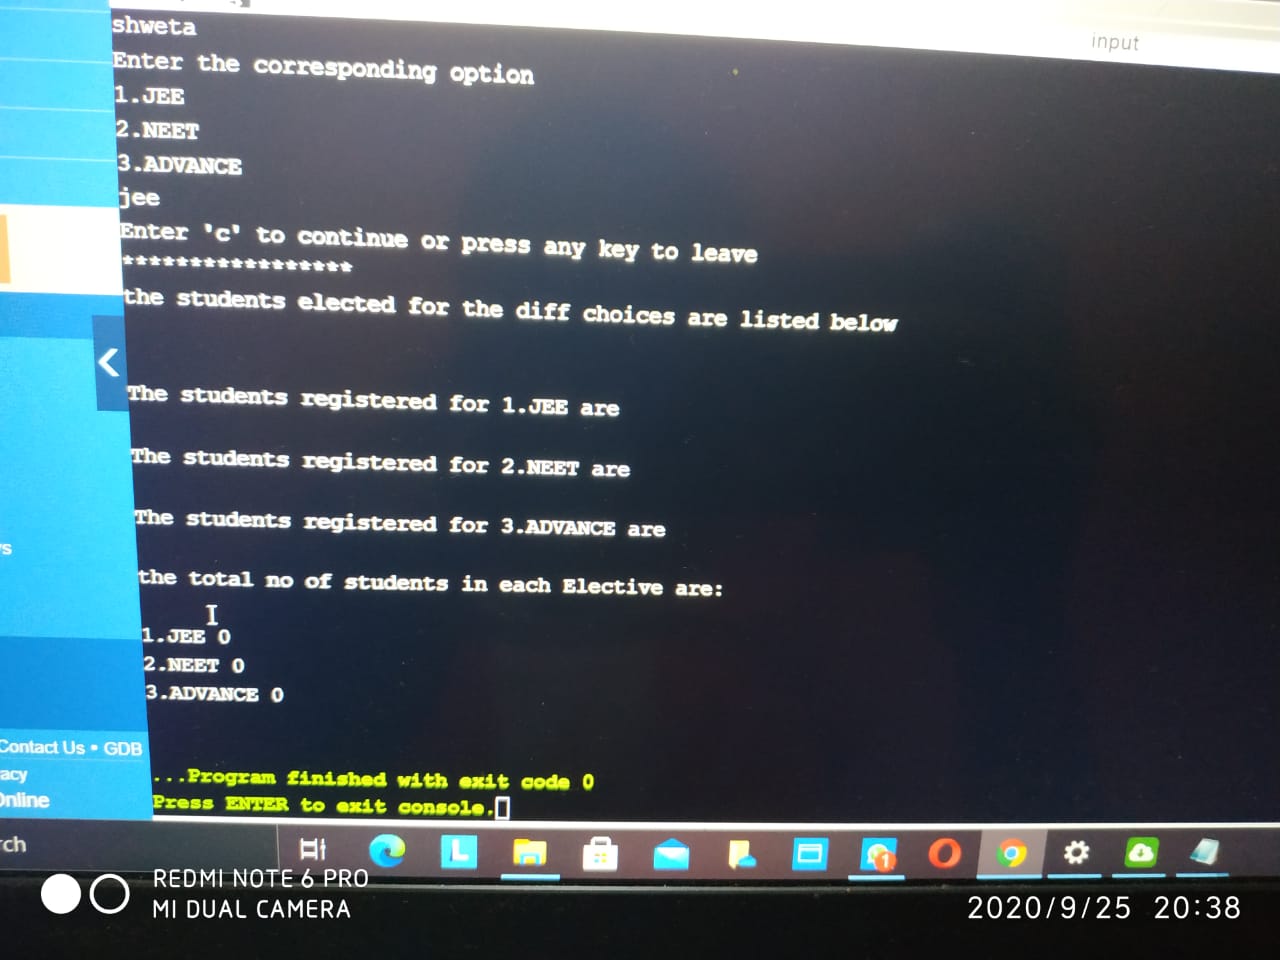 input
shweta
Enter the corresponding option
1.JEE
2.NEET
3.ADVANCE
jee
Enter 'c' to continue or press any key to leave
*****************
the students elected for the diff choices are listed below
The students registered for 1.JEE are
The students registered for 2.NEET are
The students registered for 3.ADVANCE are
the total no of students in each Elective are:
1.JEE 0
2.NEET 0
3.ADVANCE 0
...Program finished with exit code 0
Press ENTER to exit console.
Contact Us • GDB
acy
Online
rch
L
1
REDMI NOTE 6 PRO
MI DUAL CAMERA
2020/9/25 20:38